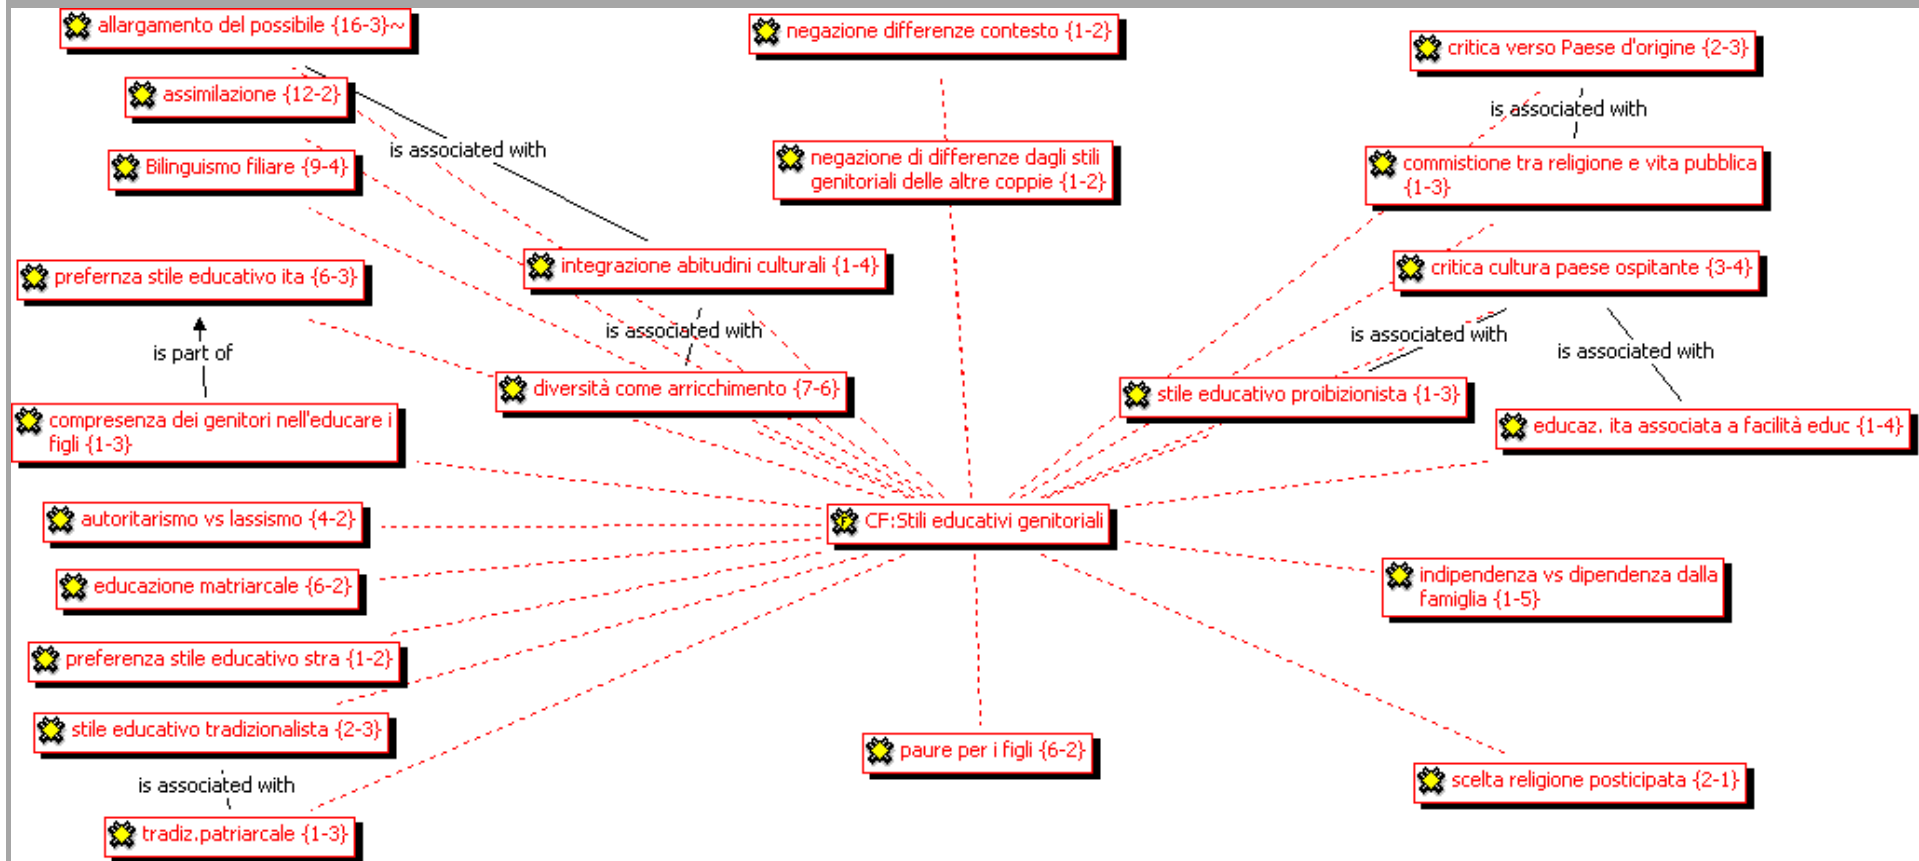 allargamento del possibile {16-3}~
negazione differenze contesto {1-2}
critica verso Paese d'origine {2-3}
assimilazione {12-2}
is associated with
is associated with
Bilinguismo filiare {9-4}
negazione di differenze dagli stili
genitoriali delle altre coppie {1-2}
commistione tra religione e vita pubblica
{1-3}
prefernza stile educativo ita {6-3}
integrazione abitudini culturali {1-4}
critica cultura paese ospitante {3-4}
is part of
is associated with
is associated with
is associated with
diversità come arricchimento {7-6}
stile educativo proibizionista {1-3}
compresenza dei genitori nell'educare i
figli {1-3}
educaz. ita associata a facilità educ {1-4}
autoritarismo vs lassismo {4-2}
CF:Stili educativi genitoriali
educazione matriarcale {6-2}
indipendenza vs dipendenza dalla
famiglia {1-5}
preferenza stile educativo stra {1-2}
stile educativo tradizionalista {2-3}
paure per i figli {6-2}
is associated with
scelta religione posticipata {2-1}
tradiz.patriarcale {1-3}